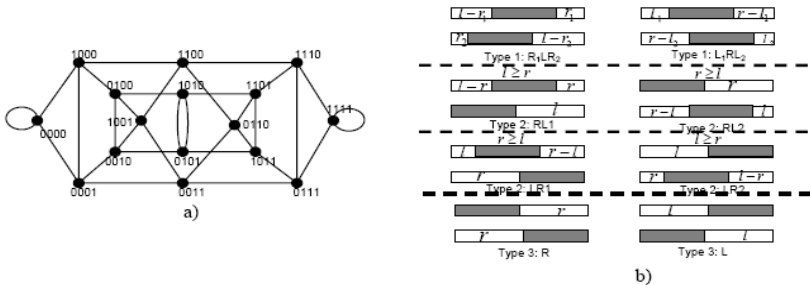 1000
1100
1110
0100
1010
1101
1001
0110
1111
0000
0010
0101
1011
0001
0011
0111
a)
l – r₁
r₁
l₁
r – l₁
r₂
l – r₂
r – l₂
l₂
Type 1: R₁LR₂
Type 1: L₁RL₂
l ≥ r
r ≥ l
l – r
r
r
l
r – l
l
Type 2: RL1
Type 2: RL2
r ≥ l
l ≥ r
l
r – l
l
r
r
l – r
Type 2: LR1
Type 2: LR2
r
l
r
l
Type 3: R
Type 3: L
b)